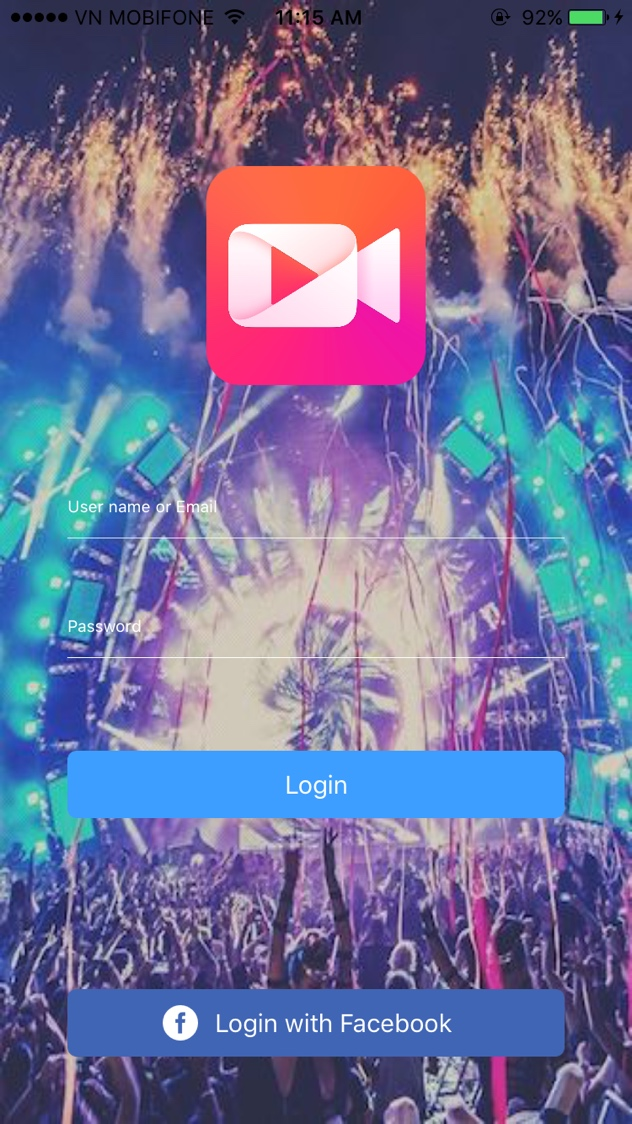 VN MOBIFONE 11:15 AM 92%
User name or Email
Password
Login
f Login with Facebook